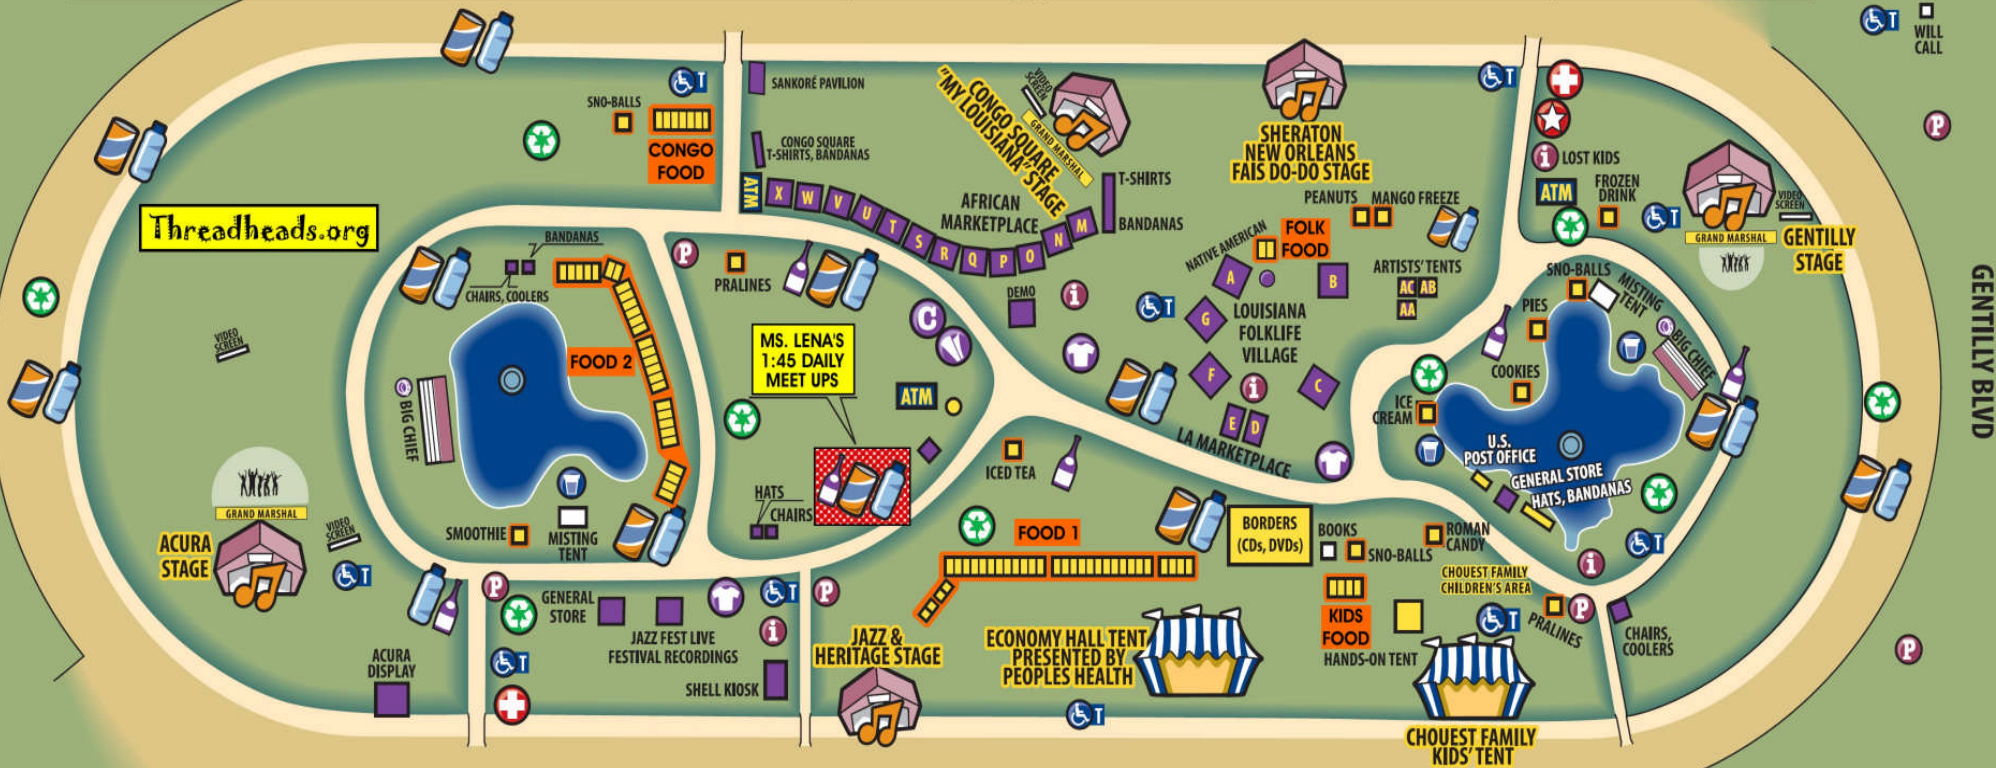 WILL
CALL
SANKORÉ PAVILION
SNO-BALLS
CONGO
FOOD
CONGO SQUARE
T-SHIRTS, BANDANAS
ATM
X
W
V
U
T
S
R
Q
P
O
N
M
AFRICAN
MARKETPLACE
VIDEO
SCREEN
CONGO SQUARE
"MY LOUISIANA" STAGE
GRAND MARSHAL
T-SHIRTS
BANDANAS
SHERATON
NEW ORLEANS
FAIS DO-DO STAGE
PEANUTS
MANGO FREEZE
LOST KIDS
ATM
FROZEN
DRINK
VIDEO
SCREEN
GRAND MARSHAL
GENTILLY
STAGE
GENTILLY BLVD
Threadheads.org
BANDANAS
CHAIRS, COOLERS
PRALINES
DEMO
NATIVE AMERICAN
FOLK
FOOD
A
B
G
F
E
D
C
LOUISIANA
FOLKLIFE
VILLAGE
LA MARKETPLACE
ARTISTS' TENTS
AC
AB
AA
SNO-BALLS
MISTING
TENT
PIES
BIG CHIEF
COOKIES
ICE
CREAM
U.S.
POST OFFICE
GENERAL STORE
HATS, BANDANAS
VIDEO
SCREEN
FOOD 2
BIG CHIEF
MS. LENA'S
1:45 DAILY
MEET UPS
C
ATM
ICED TEA
HATS
CHAIRS
SMOOTHIE
MISTING
TENT
GRAND MARSHAL
ACURA
STAGE
VIDEO
SCREEN
FOOD 1
BORDERS
(CDs, DVDs)
BOOKS
SNO-BALLS
ROMAN
CANDY
CHOUEST FAMILY
CHILDREN'S AREA
KIDS
FOOD
HANDS-ON TENT
PRALINES
CHAIRS,
COOLERS
GENERAL
STORE
JAZZ FEST LIVE
FESTIVAL RECORDINGS
SHELL KIOSK
ACURA
DISPLAY
JAZZ &
HERITAGE STAGE
ECONOMY HALL TENT
PRESENTED BY
PEOPLES HEALTH
CHOUEST FAMILY
KIDS' TENT